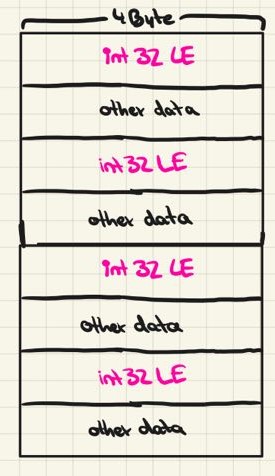 4 Byte
int 32 LE
other data
int 32 LE
other data
int 32 LE
other data
int 32 LE
other data